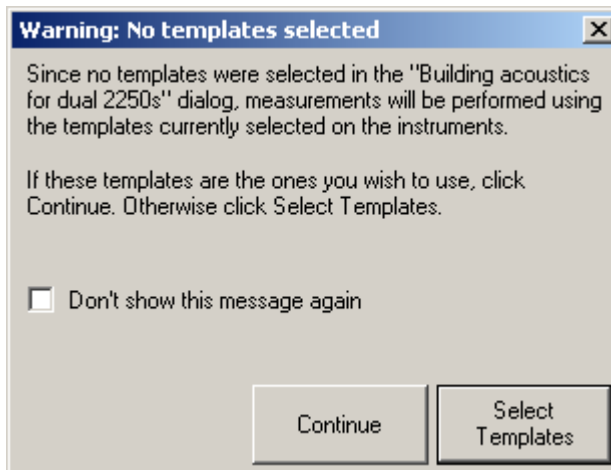 Warning: No templates selected
Since no templates were selected in the "Building acoustics
for dual 2250s" dialog, measurements will be performed using
the templates currently selected on the instruments.
If these templates are the ones you wish to use, click
Continue. Otherwise click Select Templates.
Don't show this message again
Continue
Select
Templates